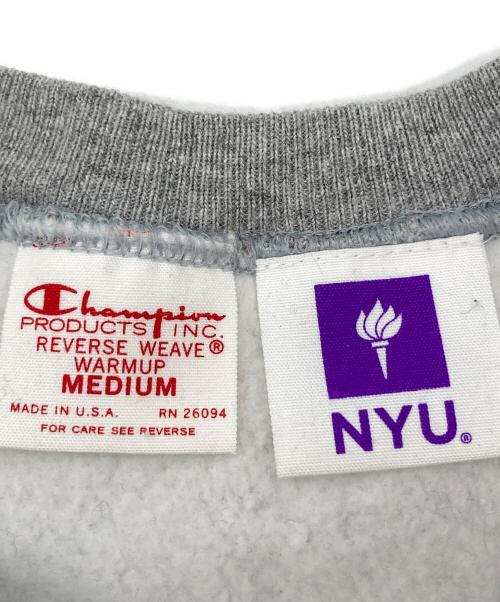 Champion
PRODUCTS INC.
REVERSE WEAVE®
WARMUP
MEDIUM
MADE IN U.S.A. RN 26094
FOR CARE SEE REVERSE
NYU®